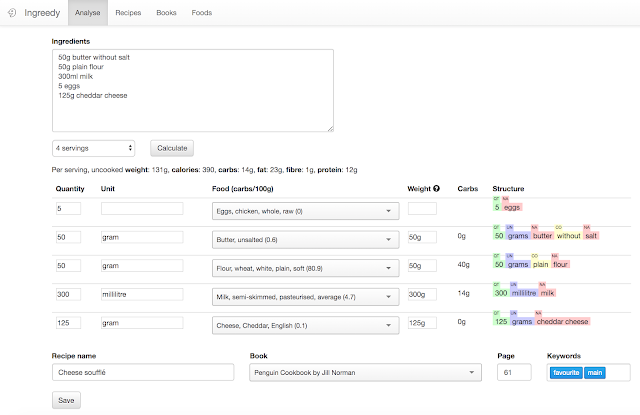 Ingreedy Analyse Recipes Books Foods
Ingredients
50g butter without salt
50g plain flour
300ml milk
5 eggs
125g cheddar cheese
4 servings Calculate
Per serving, uncooked weight: 131g, calories: 390, carbs: 14g, fat: 23g, fibre: 1g, protein: 12g
Quantity Unit Food (carbs/100g) Weight Carbs Structure
QT NA
5 Eggs, chicken, whole, raw (0) 5 eggs
QT UN NA CO NA
50 gram Butter, unsalted (0.6) 50g 0g 50 grams butter without salt
QT UN CO NA
50 gram Flour, wheat, white, plain, soft (80.9) 50g 40g 50 grams plain flour
QT UN NA
300 millilitre Milk, semi-skimmed, pasteurised, average (4.7) 300g 14g 300 millilitre milk
QT UN NA
125 gram Cheese, Cheddar, English (0.1) 125g 0g 125 grams cheddar cheese
Recipe name Book Page Keywords
Cheese soufflé Penguin Cookbook by Jill Norman 61 favourite main
Save